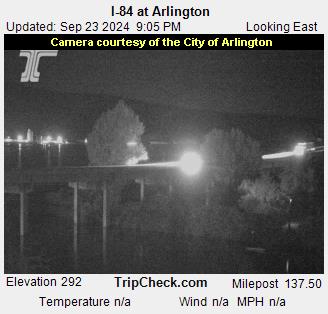 I-84 at Arlington
Updated: Sep 23 2024 9:05 PM Looking East
Camera courtesy of the City of Arlington
Elevation 292 TripCheck.com Milepost 137.50
Temperature n/a Wind n/a MPH n/a